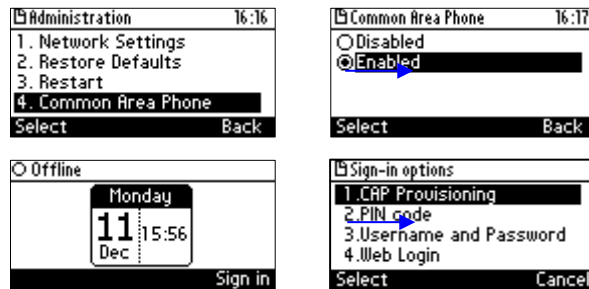 Administration 16:16
1. Network Settings
2. Restore Defaults
3. Restart
4. Common Area Phone
Select Back
Common Area Phone 16:17
Disabled
Enabled
Select Back
Offline
Monday
11 15:56
Dec
Sign in
Sign-in options
1.CAP Provisioning
2.PIN code
3.Username and Password
4.Web Login
Select Cancel